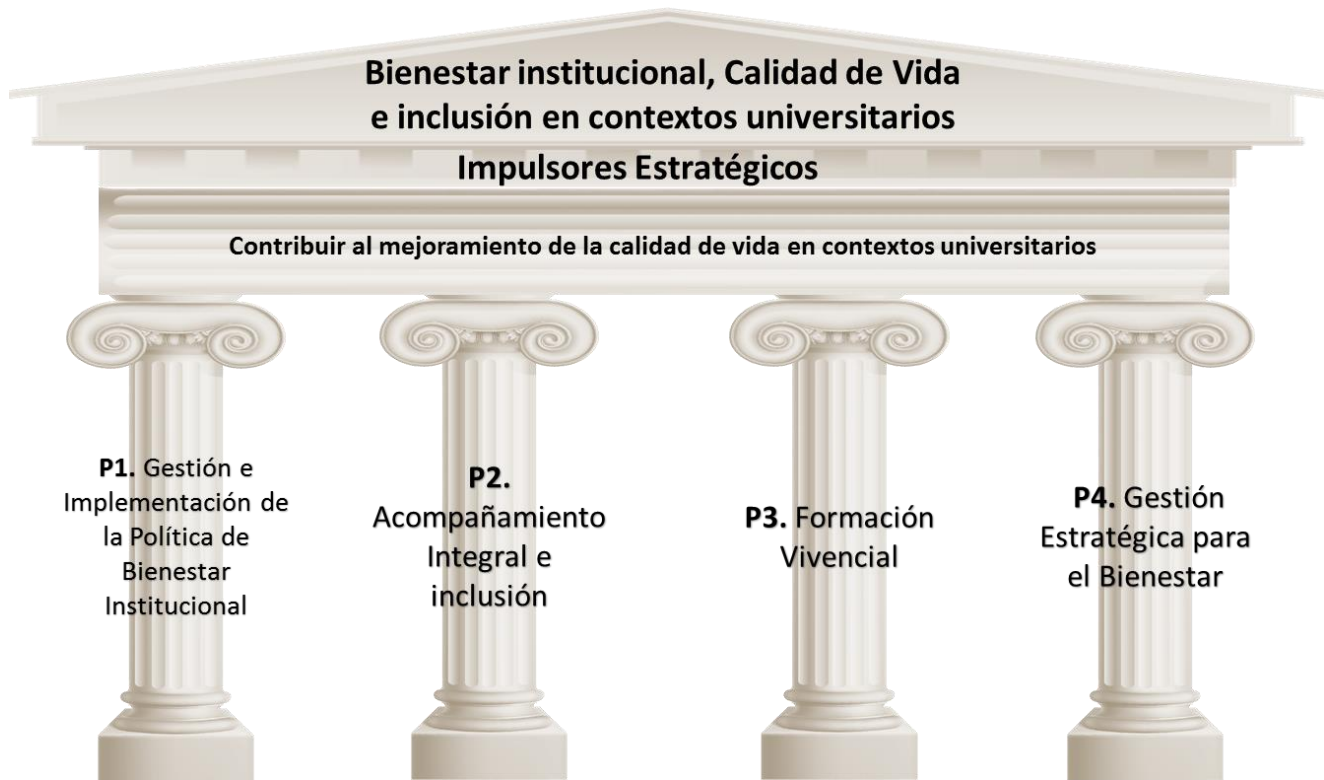 Bienestar institucional, Calidad de Vida
e inclusión en contextos universitarios
Impulsores Estratégicos
Contribuir al mejoramiento de la calidad de vida en contextos universitarios
P1. Gestión e
Implementación de
la Política de
Bienestar
Institucional
P2.
Acompañamiento
Integral e
inclusión
P3. Formación
Vivencial
P4. Gestión
Estratégica para
el Bienestar